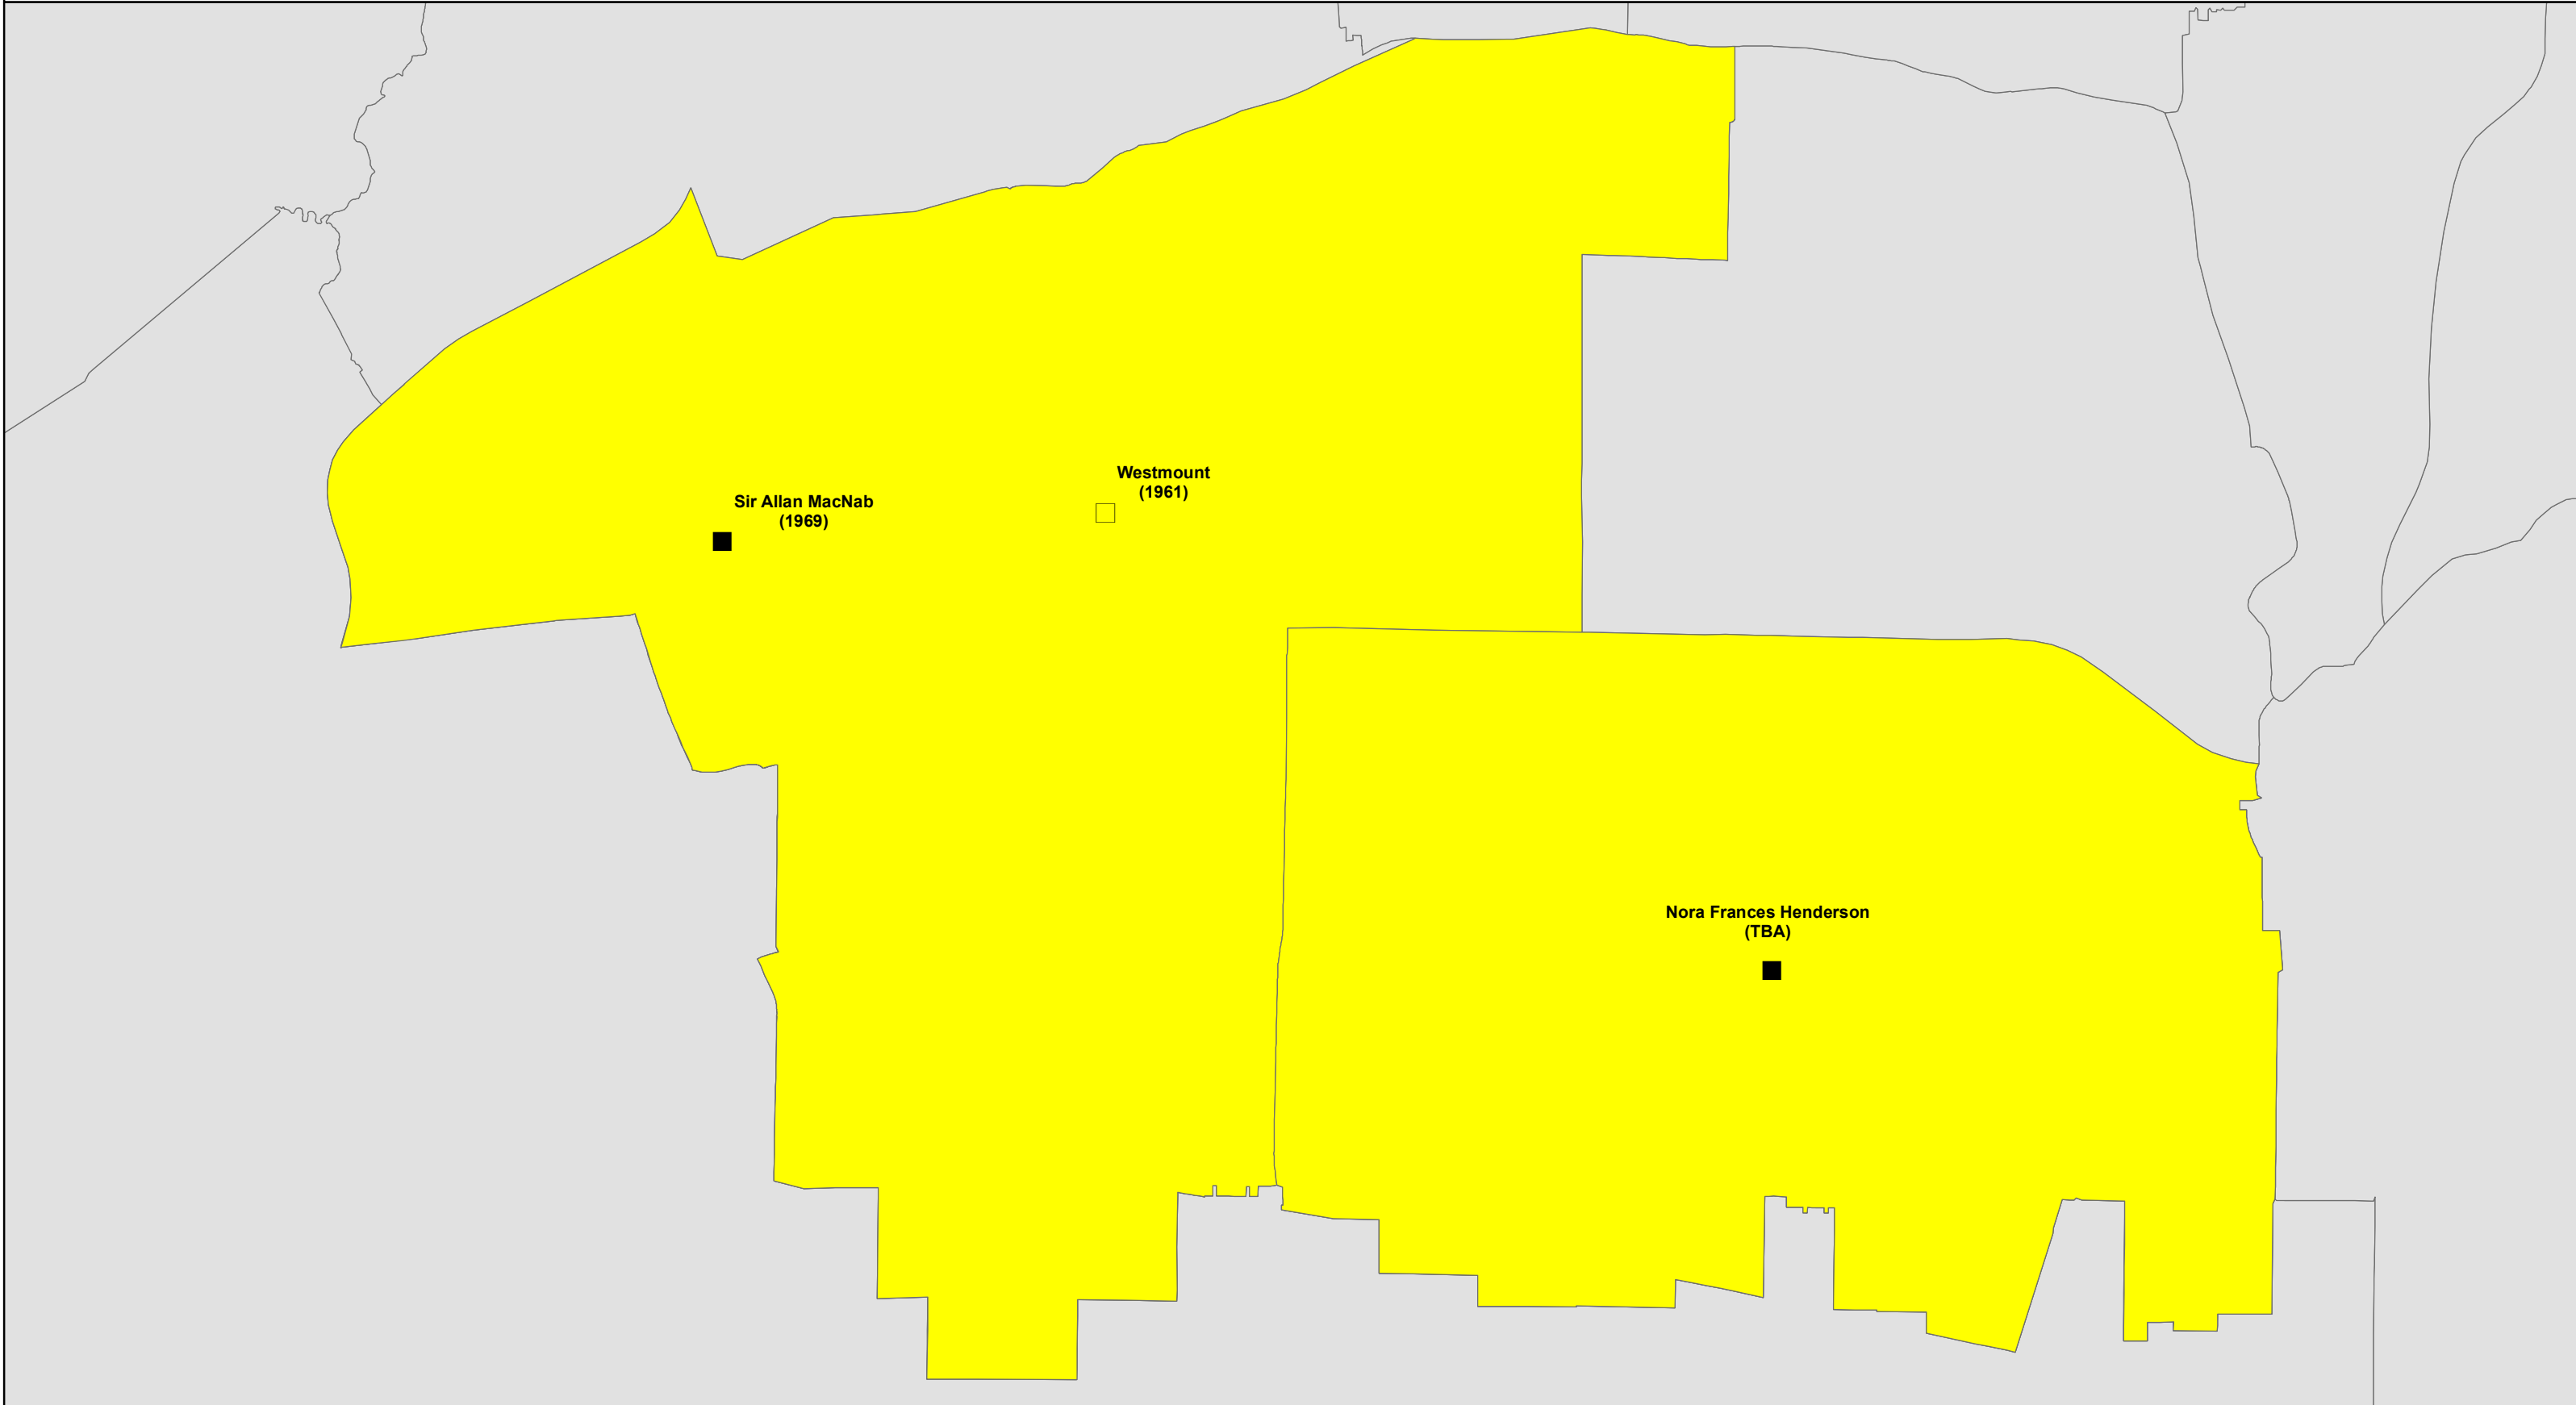 Westmount
(1961)
Sir Allan MacNab
(1969)
Nora Frances Henderson
(TBA)